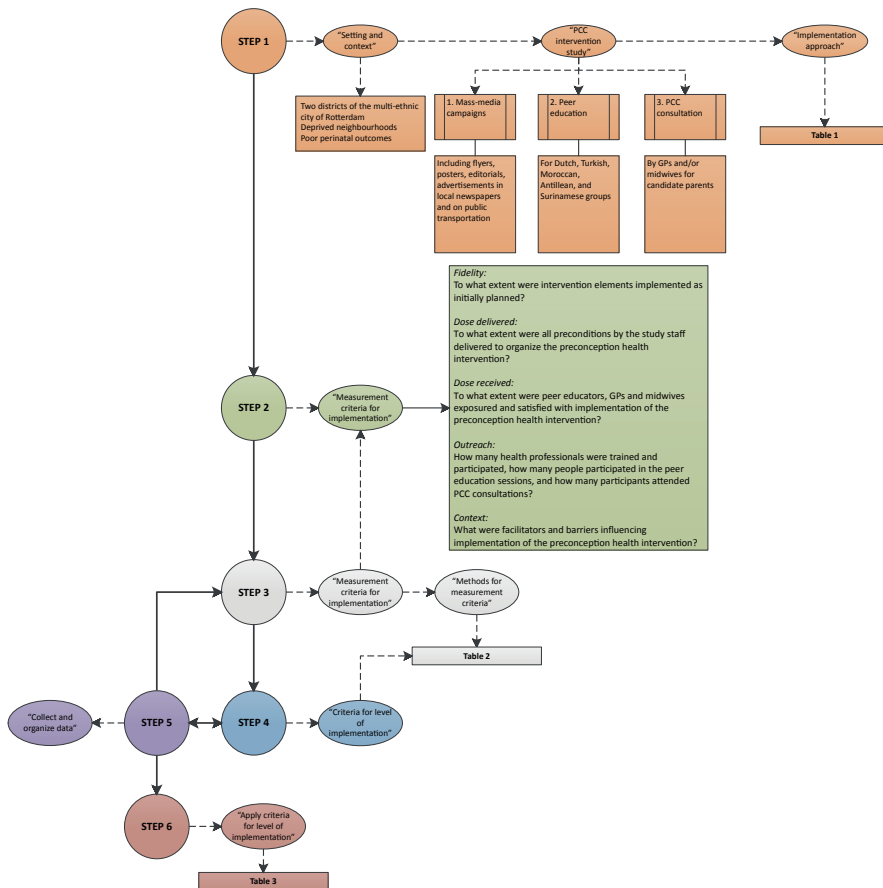 STEP 1
“Setting and
context”
“PCC
intervention
study”
“Implementation
approach”
Two districts of the multi-ethnic
city of Rotterdam
Deprived neighbourhoods
Poor perinatal outcomes
1. Mass-media
campaigns
2. Peer
education
3. PCC
consultation
Table 1
Including flyers,
posters, editorials,
advertisements in
local newspapers
and on public
transportation
For Dutch, Turkish,
Moroccan,
Antillean, and
Surinamese groups
By GPs and/or
midwives for
candidate parents
STEP 2
“Measurement
criteria for
implementation”
Fidelity:
To what extent were intervention elements implemented as
initially planned?
Dose delivered:
To what extent were all preconditions by the study staff
delivered to organize the preconception health
intervention?
Dose received:
To what extent were peer educators, GPs and midwives
exposured and satisfied with implementation of the
preconception health intervention?
Outreach:
How many health professionals were trained and
participated, how many people participated in the peer
education sessions, and how many participants attended
PCC consultations?
Context:
What were facilitators and barriers influencing
implementation of the preconception health intervention?
STEP 3
“Measurement
criteria for
implementation”
“Methods for
measurement
criteria”
Table 2
“Collect and
organize data”
STEP 5
STEP 4
“Criteria for level
of
implementation”
STEP 6
“Apply criteria
for level of
implementation”
Table 3